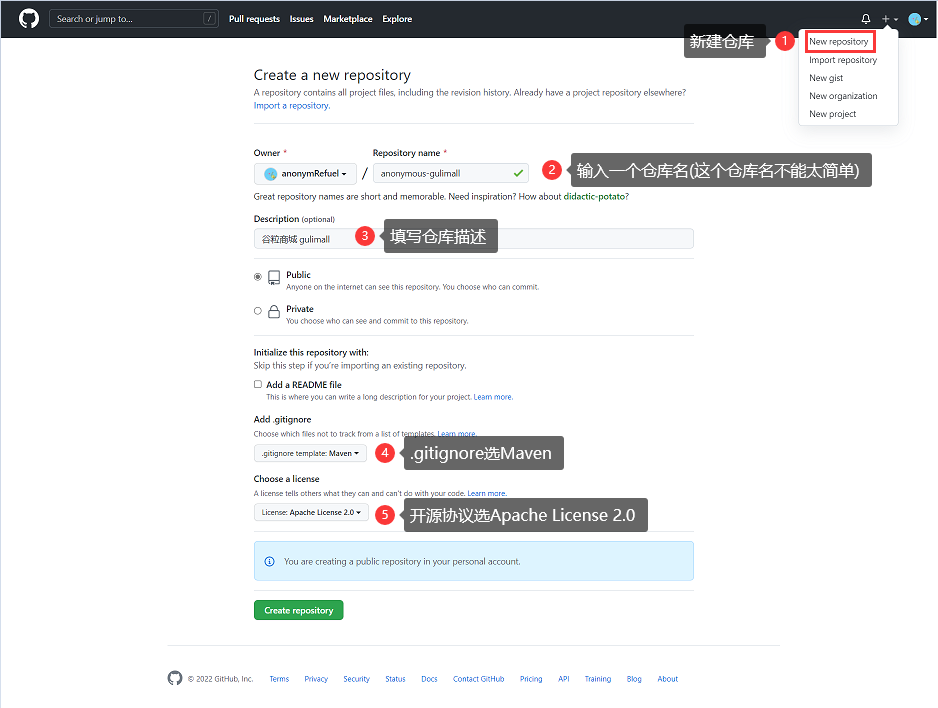 Search or jump to...
/
Pull requests
Issues
Marketplace
Explore
新建仓库
1
New repository
Import repository
New gist
New organization
New project
Create a new repository
A repository contains all project files, including the revision history. Already have a project repository elsewhere?
Import a repository.
Owner *
Repository name *
anonymRefuel
/
anonymous-gulimall
2
输入一个仓库名(这个仓库名不能太简单)
Great repository names are short and memorable. Need inspiration? How about didactic-potato?
Description (optional)
谷粒商城 gulimall
3
填写仓库描述
Public
Anyone on the internet can see this repository. You choose who can commit.
Private
You choose who can see and commit to this repository.
Initialize this repository with:
Skip this step if you're importing an existing repository.
Add a README file
This is where you can write a long description for your project. Learn more.
Add .gitignore
Choose which files not to track from a list of templates. Learn more.
.gitignore template: Maven
4
.gitignore选Maven
Choose a license
A license tells others what they can and can't do with your code. Learn more.
License: Apache License 2.0
5
开源协议选Apache License 2.0
You are creating a public repository in your personal account.
Create repository
© 2022 GitHub, Inc.
Terms
Privacy
Security
Status
Docs
Contact GitHub
Pricing
API
Training
Blog
About